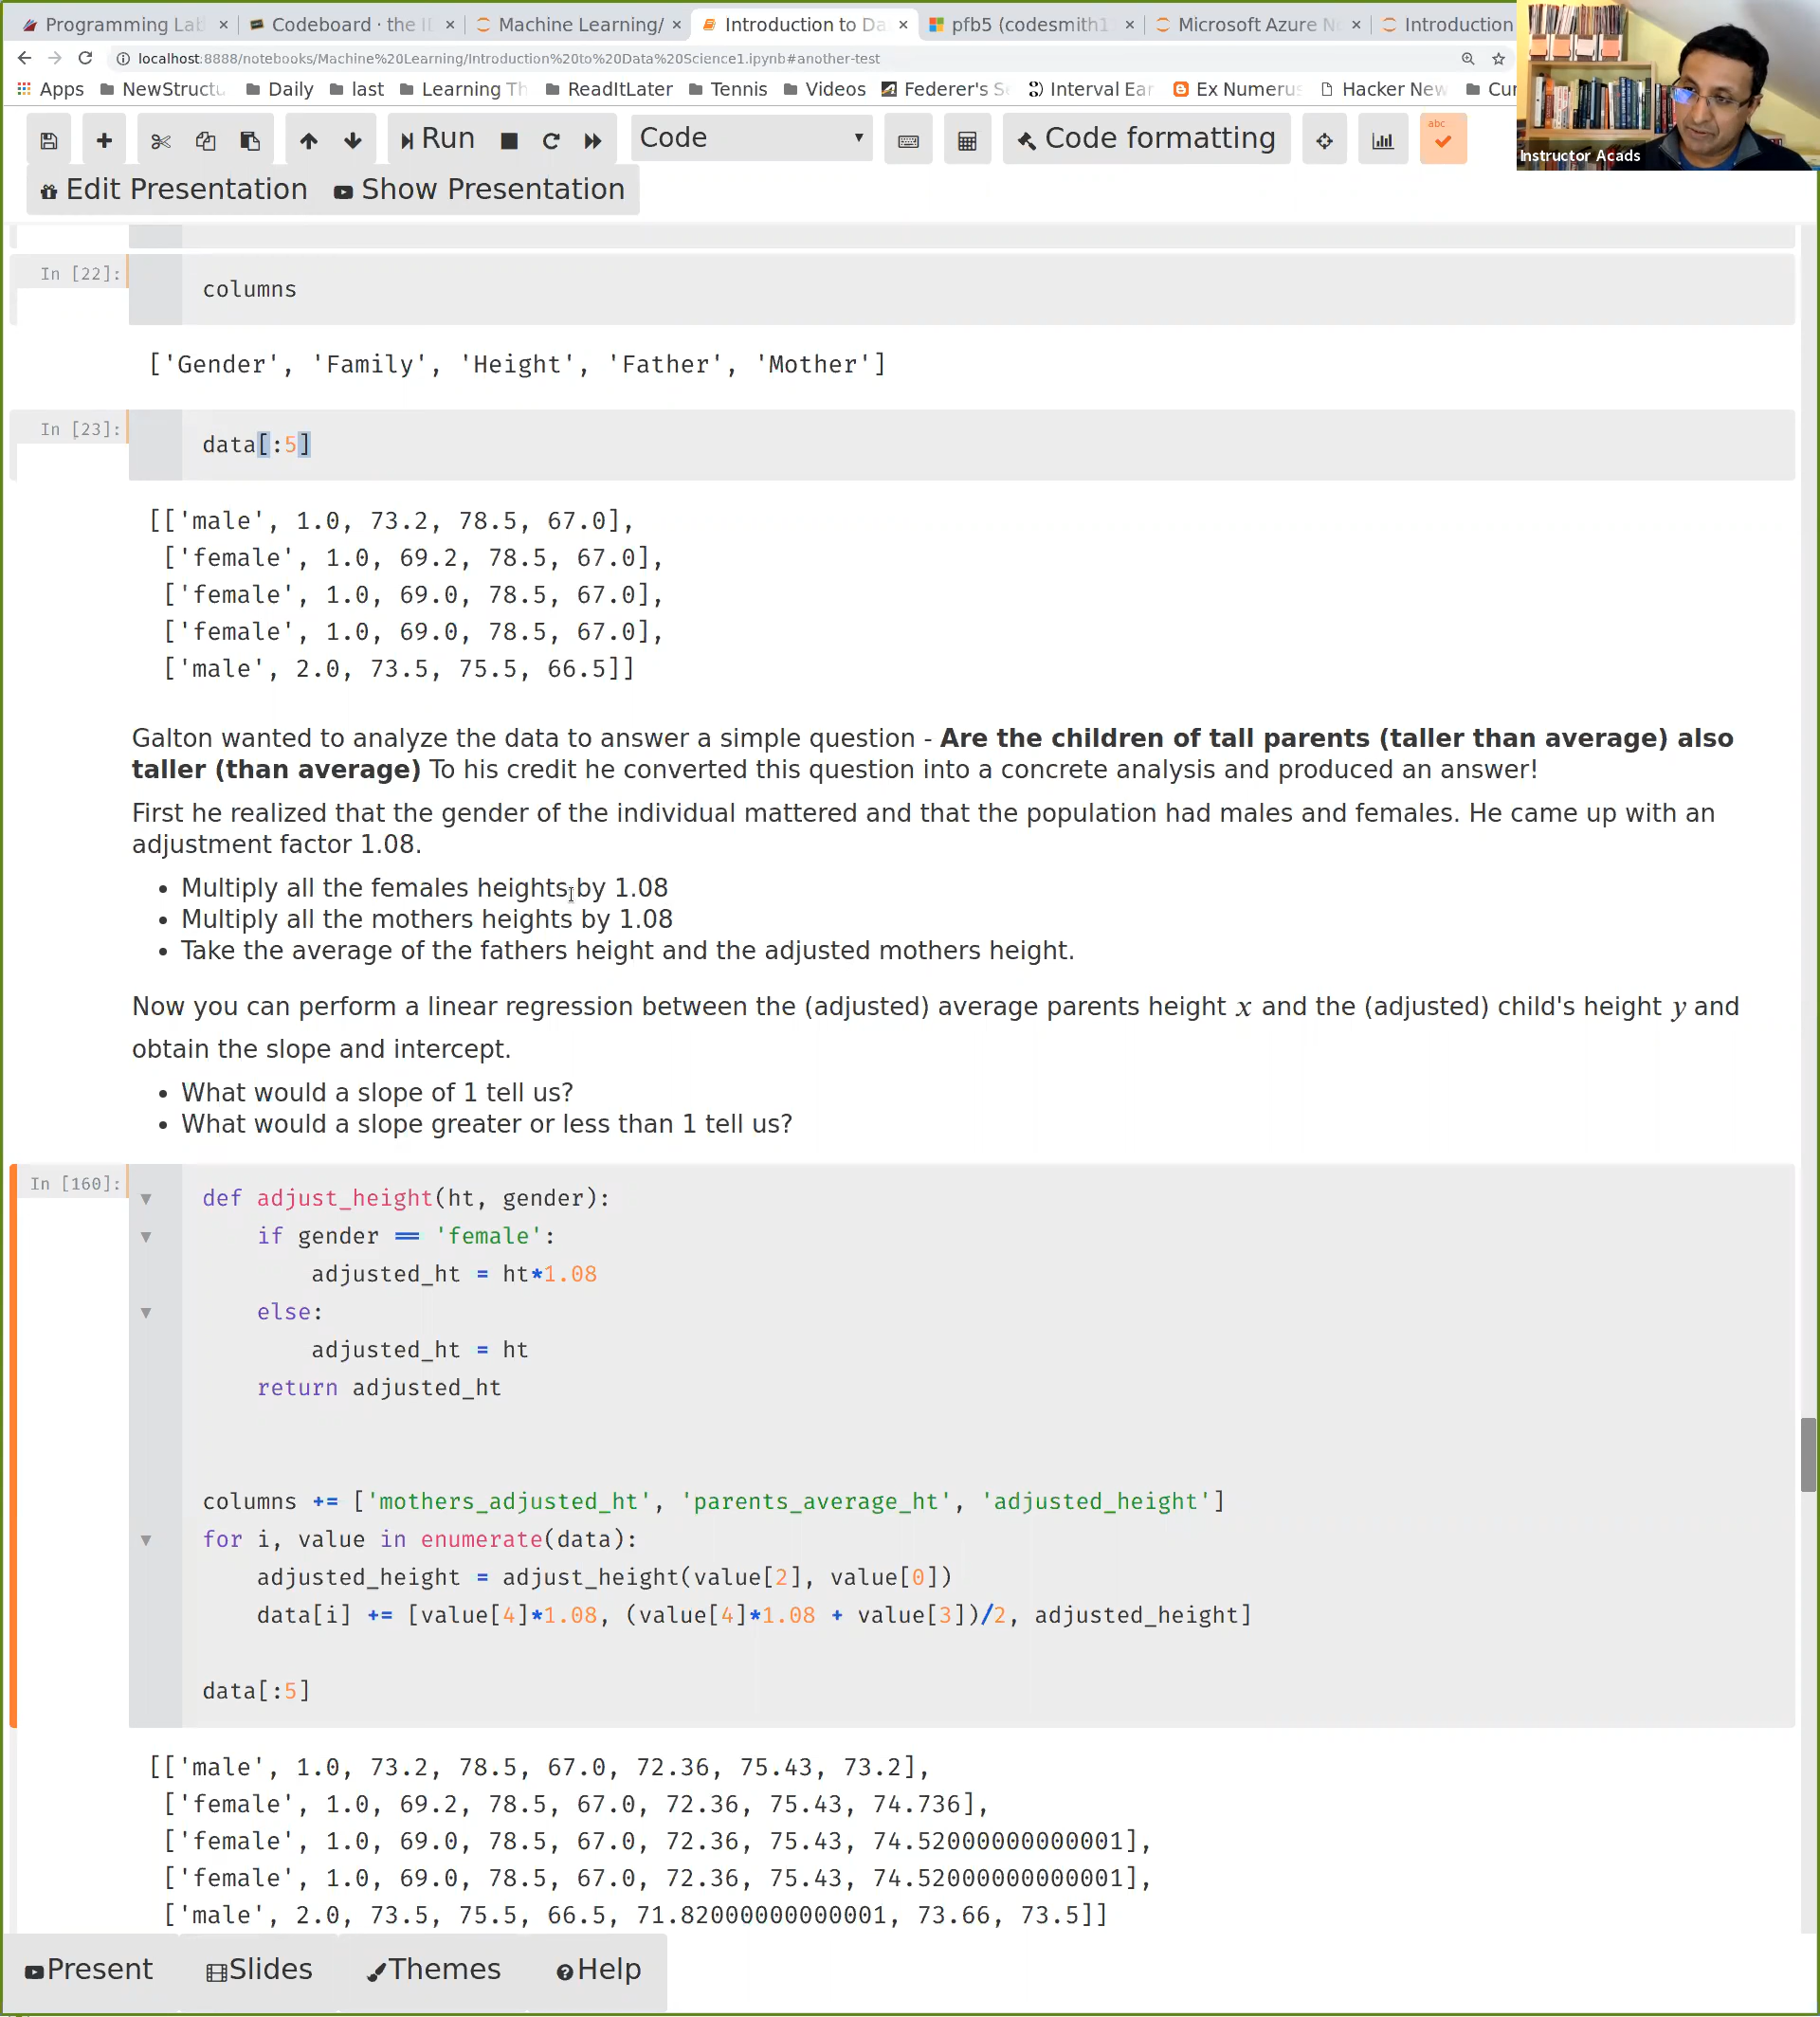 Programming Lab
Codeboard · the I
Machine Learning/
Introduction to Da
pfb5 (codesmith1
Microsoft Azure N
Introduction
localhost:8888/notebooks/Machine%20Learning/Introduction%20to%20Data%20Science1.ipynb#another-test
Apps NewStructu Daily last Learning Th ReadItLater Tennis Videos Federer's S Interval Ear Ex Numerus Hacker New Cur
Run Code Code formatting abc
Instructor Acads
Edit Presentation Show Presentation
In [22]:
columns
['Gender', 'Family', 'Height', 'Father', 'Mother']
In [23]:
data[:5]
[['male', 1.0, 73.2, 78.5, 67.0],
['female', 1.0, 69.2, 78.5, 67.0],
['female', 1.0, 69.0, 78.5, 67.0],
['female', 1.0, 69.0, 78.5, 67.0],
['male', 2.0, 73.5, 75.5, 66.5]]
Galton wanted to analyze the data to answer a simple question - Are the children of tall parents (taller than average) also
taller (than average) To his credit he converted this question into a concrete analysis and produced an answer!
First he realized that the gender of the individual mattered and that the population had males and females. He came up with an
adjustment factor 1.08.
• Multiply all the females heights by 1.08
• Multiply all the mothers heights by 1.08
• Take the average of the fathers height and the adjusted mothers height.
Now you can perform a linear regression between the (adjusted) average parents height x and the (adjusted) child's height y and
obtain the slope and intercept.
• What would a slope of 1 tell us?
• What would a slope greater or less than 1 tell us?
In [160]:
def adjust_height(ht, gender):
if gender == 'female':
adjusted_ht = ht*1.08
else:
adjusted_ht = ht
return adjusted_ht
columns += ['mothers_adjusted_ht', 'parents_average_ht', 'adjusted_height']
for i, value in enumerate(data):
adjusted_height = adjust_height(value[2], value[0])
data[i] += [value[4]*1.08, (value[4]*1.08 + value[3])/2, adjusted_height]
data[:5]
[['male', 1.0, 73.2, 78.5, 67.0, 72.36, 75.43, 73.2],
['female', 1.0, 69.2, 78.5, 67.0, 72.36, 75.43, 74.736],
['female', 1.0, 69.0, 78.5, 67.0, 72.36, 75.43, 74.52000000000001],
['female', 1.0, 69.0, 78.5, 67.0, 72.36, 75.43, 74.52000000000001],
['male', 2.0, 73.5, 75.5, 66.5, 71.82000000000001, 73.66, 73.5]]
Present Slides Themes Help